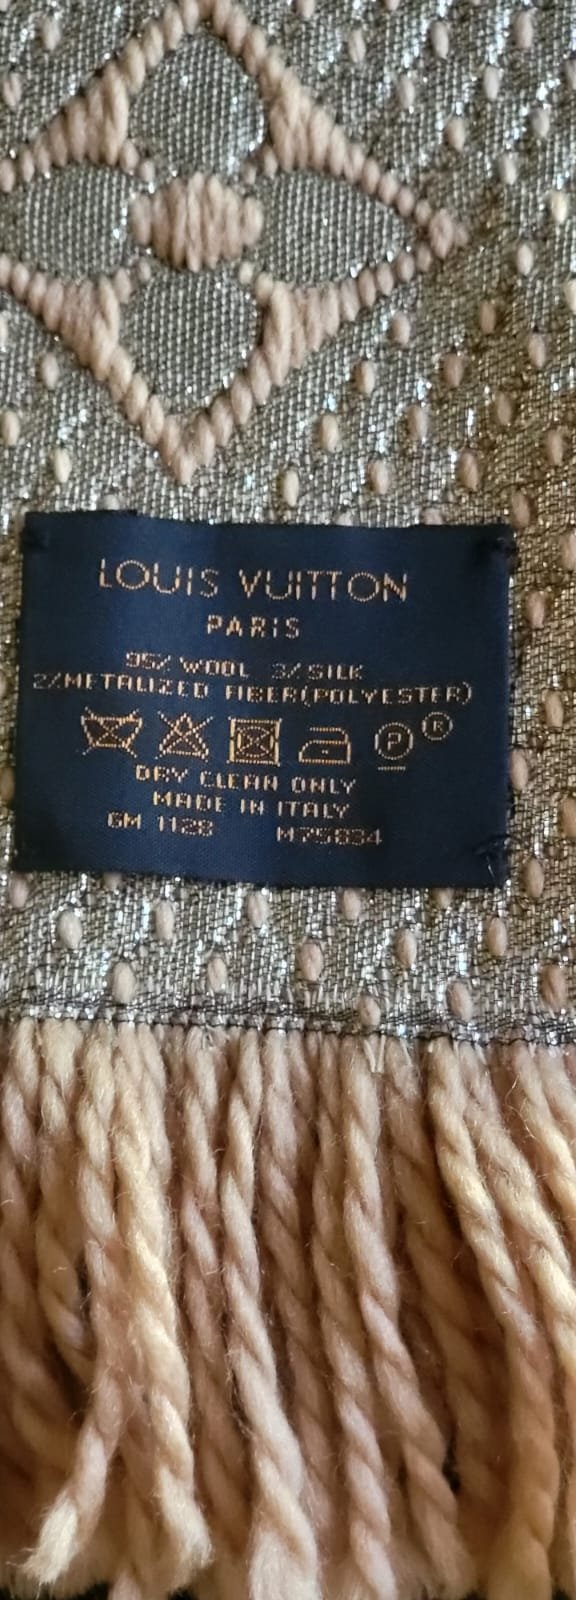 LOUIS VUITTON
PARIS
95% WOOL 3% SILK
2%METALIZED FIBER(POLYESTER)
P R
DRY CLEAN ONLY
MADE IN ITALY
GM 1128 M75834